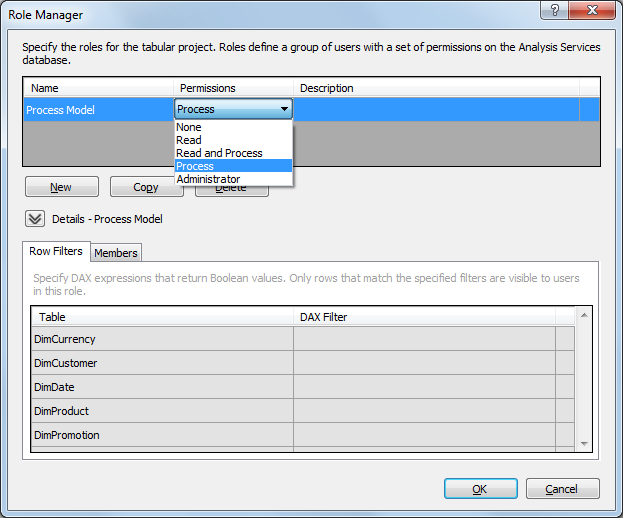 Role Manager
Specify the roles for the tabular project. Roles define a group of users with a set of permissions on the Analysis Services
database.
Name Permissions Description
Process Model Process
None
Read
Read and Process
Process
Administrator
New Copy Delete
Details - Process Model
Row Filters Members
Specify DAX expressions that return Boolean values. Only rows that match the specified filters are visible to users
in this role.
Table DAX Filter
DimCurrency
DimCustomer
DimDate
DimProduct
DimPromotion
OK Cancel